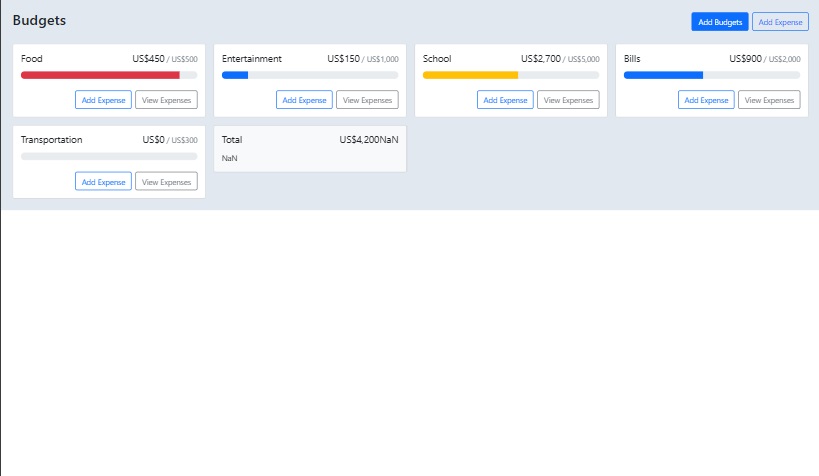 Budgets
Add Budgets Add Expense
Food US$450 / US$500
Add Expense View Expenses
Entertainment US$150 / US$1,000
Add Expense View Expenses
School US$2,700 / US$5,000
Add Expense View Expenses
Bills US$900 / US$2,000
Add Expense View Expenses
Transportation US$0 / US$300
Add Expense View Expenses
Total US$4,200NaN
NaN